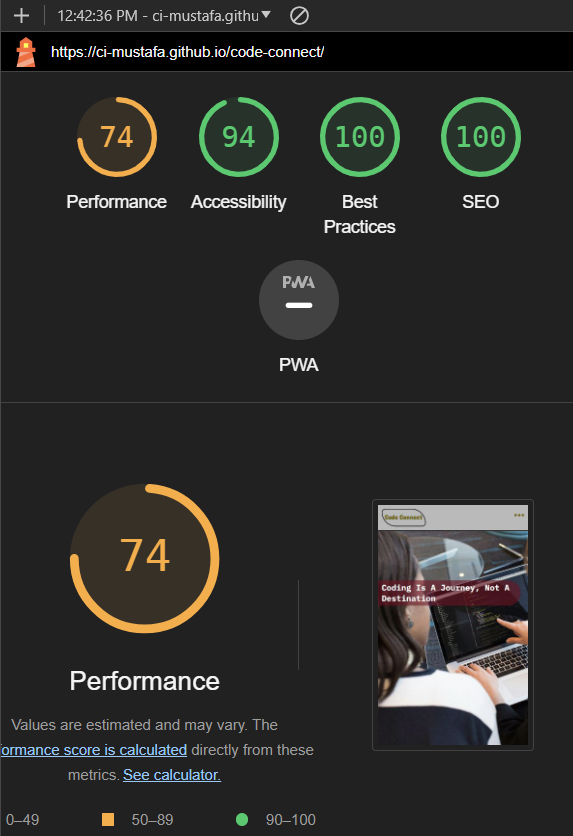 12:42:36 PM - ci-mustafa.githu
https://ci-mustafa.github.io/code-connect/
74 94 100 100
Performance Accessibility Best Practices SEO
PWA
PWA
74
Performance
Code Connect
Coding Is A Journey, Not A
Destination
Values are estimated and may vary. The
formance score is calculated directly from these
metrics. See calculator.
0–49 50–89 90–100